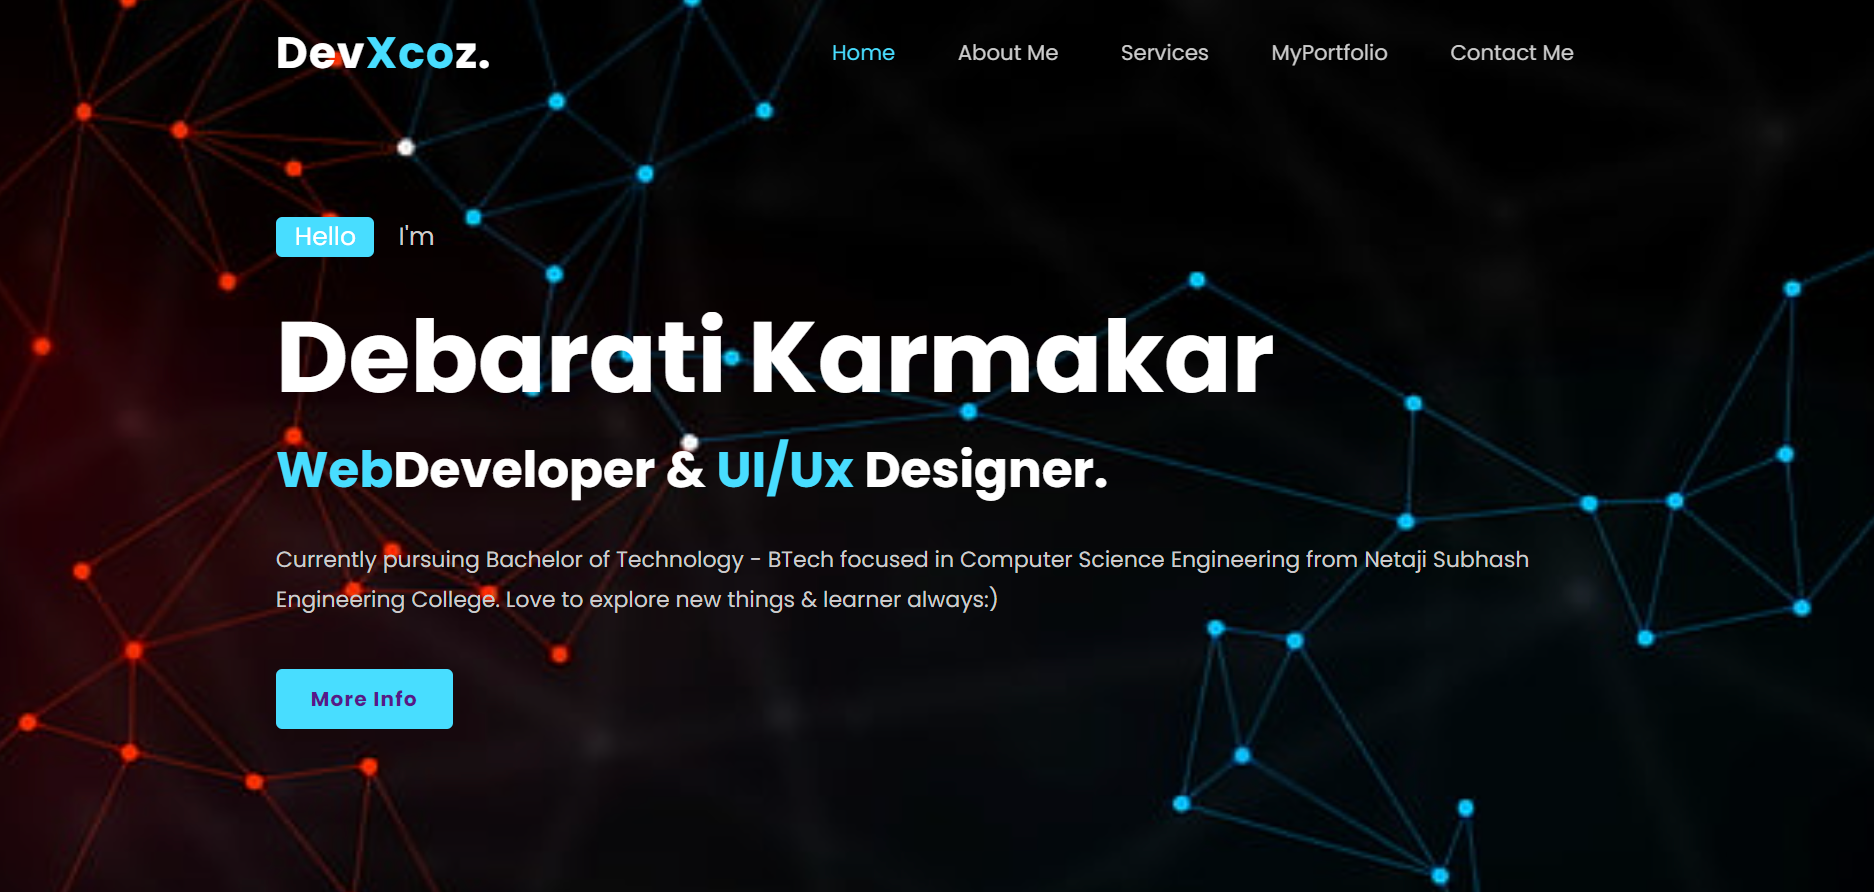 DevXcoz.
Home About Me Services MyPortfolio Contact Me
Hello I'm
Debarati Karmakar
WebDeveloper & UI/Ux Designer.
Currently pursuing Bachelor of Technology - BTech focused in Computer Science Engineering from Netaji Subhash
Engineering College. Love to explore new things & learner always:)
More Info